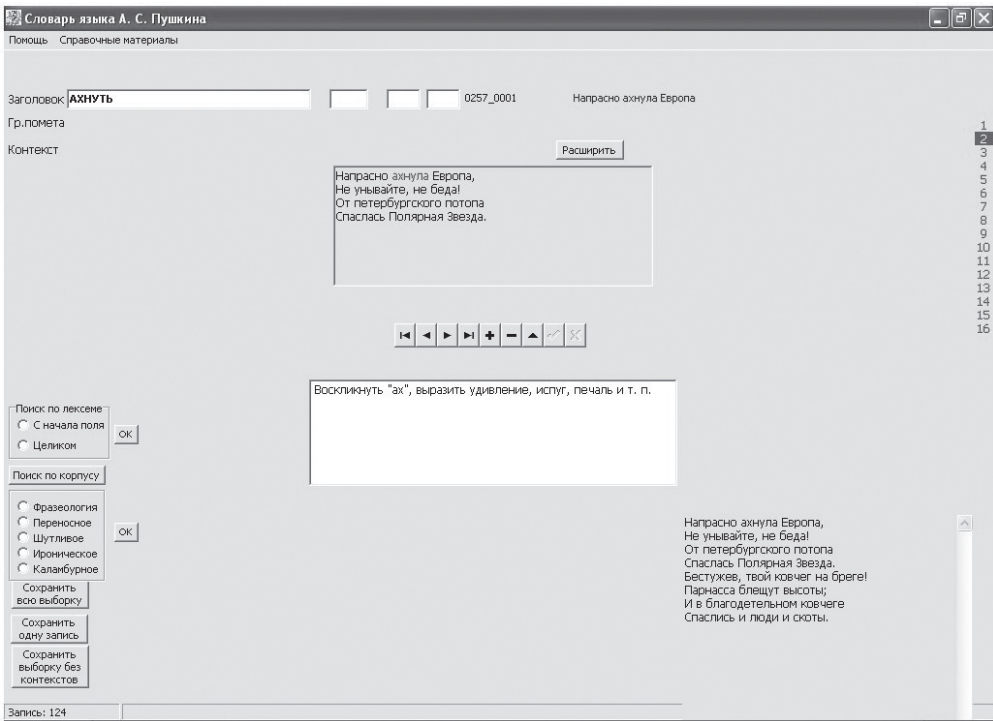 Словарь языка А. С. Пушкина
Помощь Справочные материалы
Заголовок АХНУТЬ 0257_0001 Напрасно ахнула Европа
Гр.помета
Контекст
Расширить
Напрасно ахнула Европа,
Не унывайте, не беда!
От петербургского потопа
Спаслась Полярная Звезда.
1
2
3
4
5
6
7
8
9
10
11
12
13
14
15
16
Воскликнуть "ах", выразить удивление, испуг, печаль и т. п.
Поиск по лексеме
С начала поля
Целиком
ОК
Поиск по корпусу
Фразеология
Переносное
Шутливое
Ироническое
Каламбурное
ОК
Сохранить
всю выборку
Сохранить
одну запись
Сохранить
выборку без
контекстов
Напрасно ахнула Европа,
Не унывайте, не беда!
От петербургского потопа
Спаслась Полярная Звезда.
Бестужев, твой ковчег на бреге!
Парнасса блещут высоты;
И в благодетельном ковчеге
Спаслись и люди и скоты.
Запись: 124